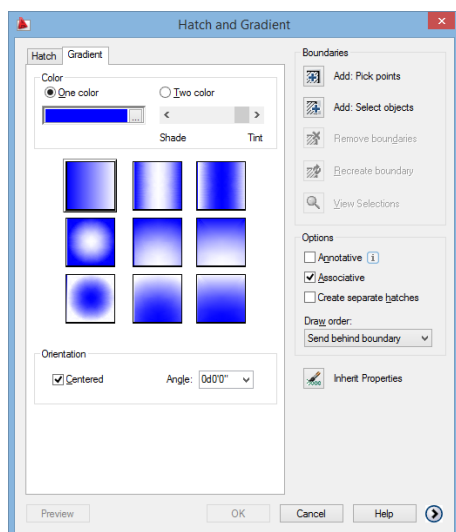 Hatch and Gradient
Hatch
Gradient
Color
One color
Two color
...
Shade
Tint
Orientation
Centered
Angle:
0d0'0"
Boundaries
Add: Pick points
Add: Select objects
Remove boundaries
Recreate boundary
View Selections
Options
Annotative
Associative
Create separate hatches
Draw order:
Send behind boundary
Inherit Properties
Preview
OK
Cancel
Help